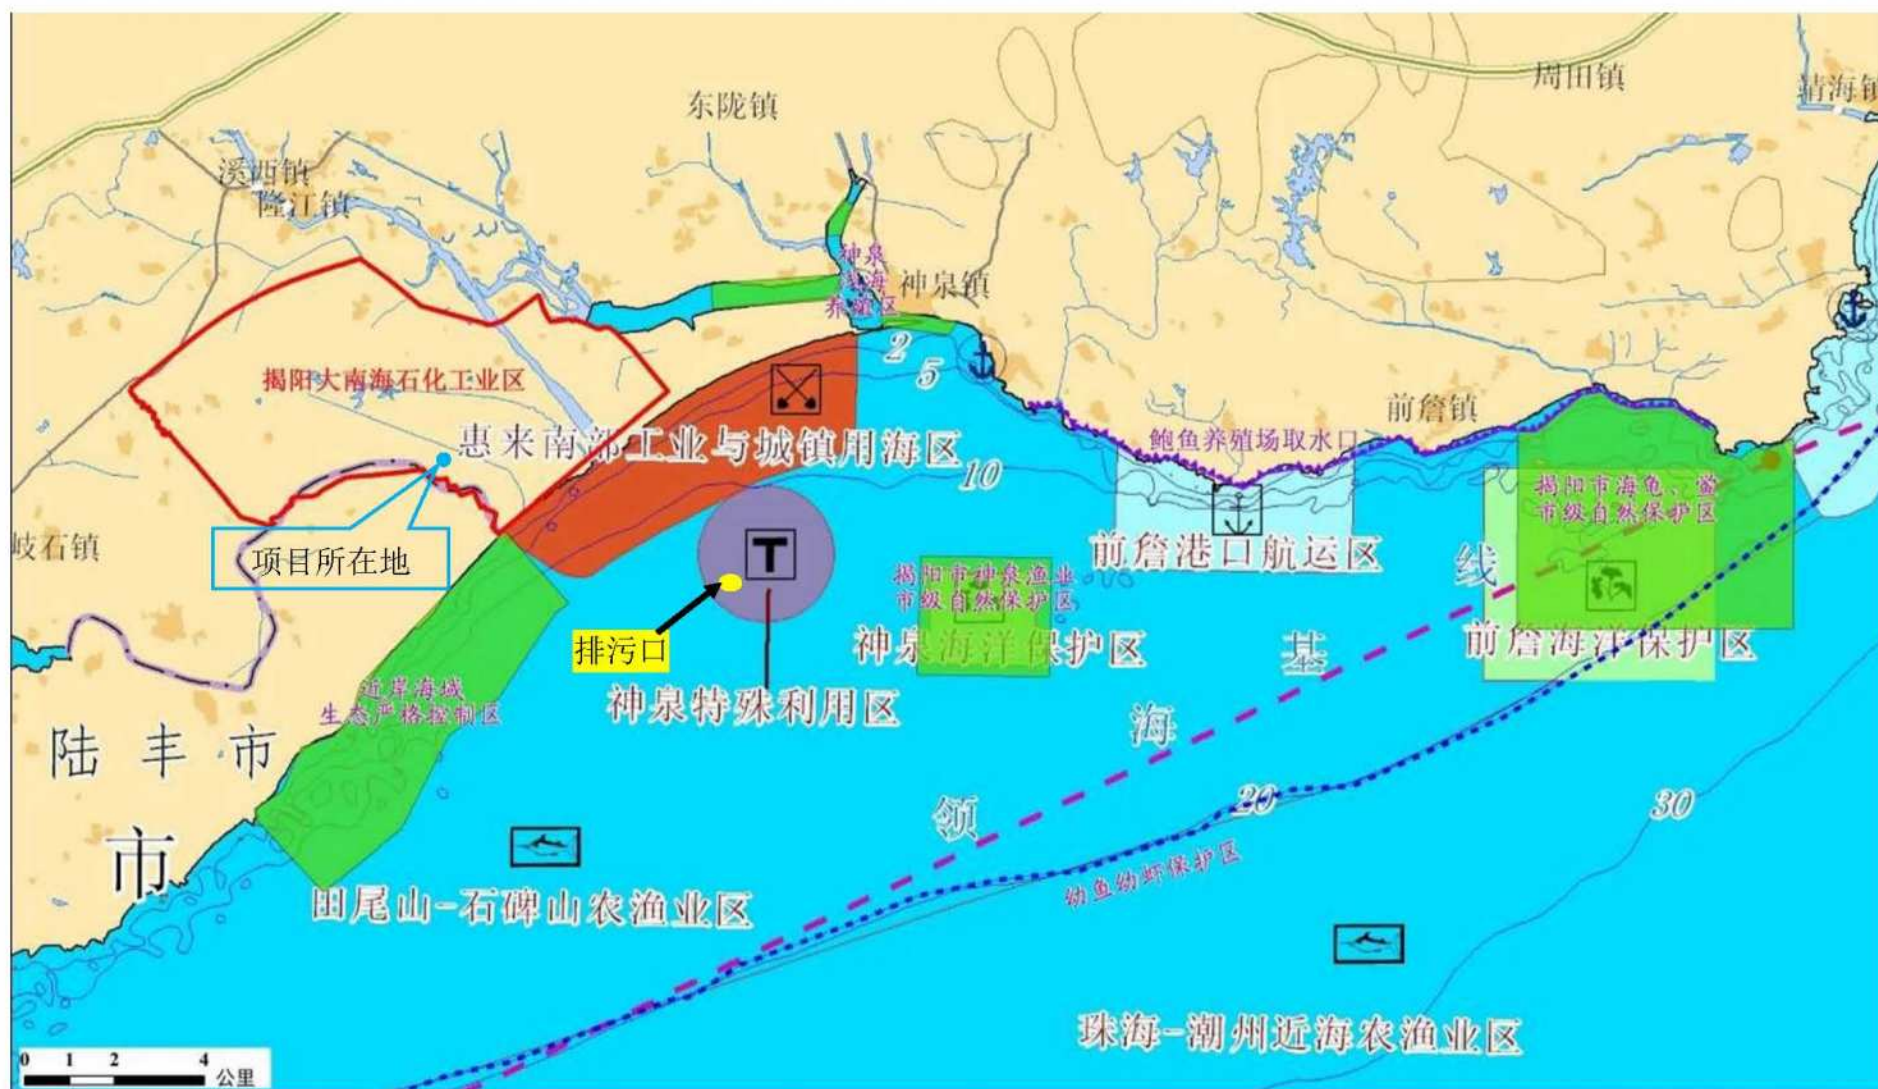 周田镇
靖海镇
东陇镇
溪西镇
隆江镇
神泉
海
养殖区
神泉镇
2
5
揭阳大南海石化工业区
前詹镇
惠来南部工业与城镇用海区
鲍鱼养殖场取水口
10
揭阳市海龟、鲎
市级自然保护区
岐石镇
项目所在地
T
前詹港口航运区
线
揭阳市神泉渔业
市级自然保护区
排污口
神泉海洋保护区
基
前詹海洋保护区
近岸海域
生态严格控制区
神泉特殊利用区
海
陆丰市
领
20
30
市
幼鱼幼虾保护区
田尾山-石碑山农渔业区
珠海-潮州近海农渔业区
0 1 2 4
公里